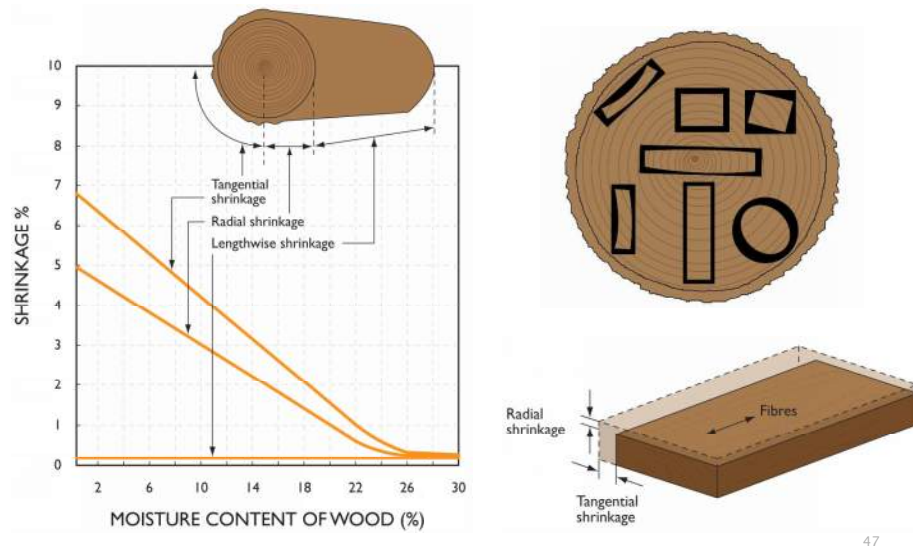 10
9
8
7
6
5
4
3
2
1
0
SHRINKAGE %
Tangential
shrinkage
Radial shrinkage
Lengthwise shrinkage
2
6
10
14
18
22
26
30
MOISTURE CONTENT OF WOOD (%)
Radial
shrinkage
Fibres
Tangential
shrinkage
47